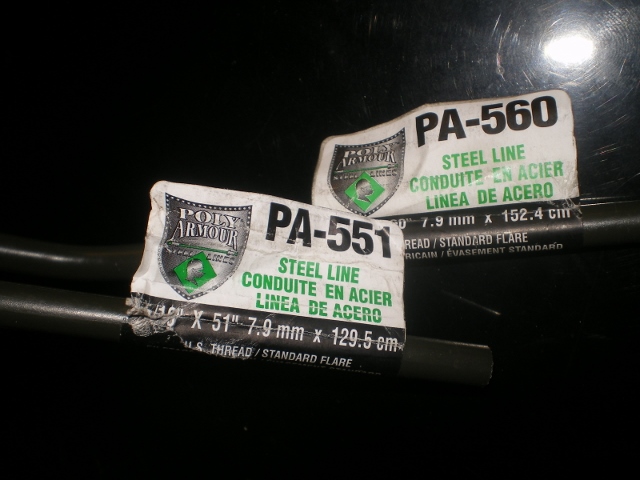 POLY
ARMOUR
PA-560
STEEL LINE
CONDUITE EN ACIER
LINEA DE ACERO
7.9 mm x 152.4 cm
/ STANDARD FLARE
/ ÉVASEMENT STANDARD
POLY
ARMOUR
PA-551
STEEL LINE
CONDUITE EN ACIER
LINEA DE ACERO
X 51" 7.9 mm x 129.5 cm
THREAD / STANDARD FLARE